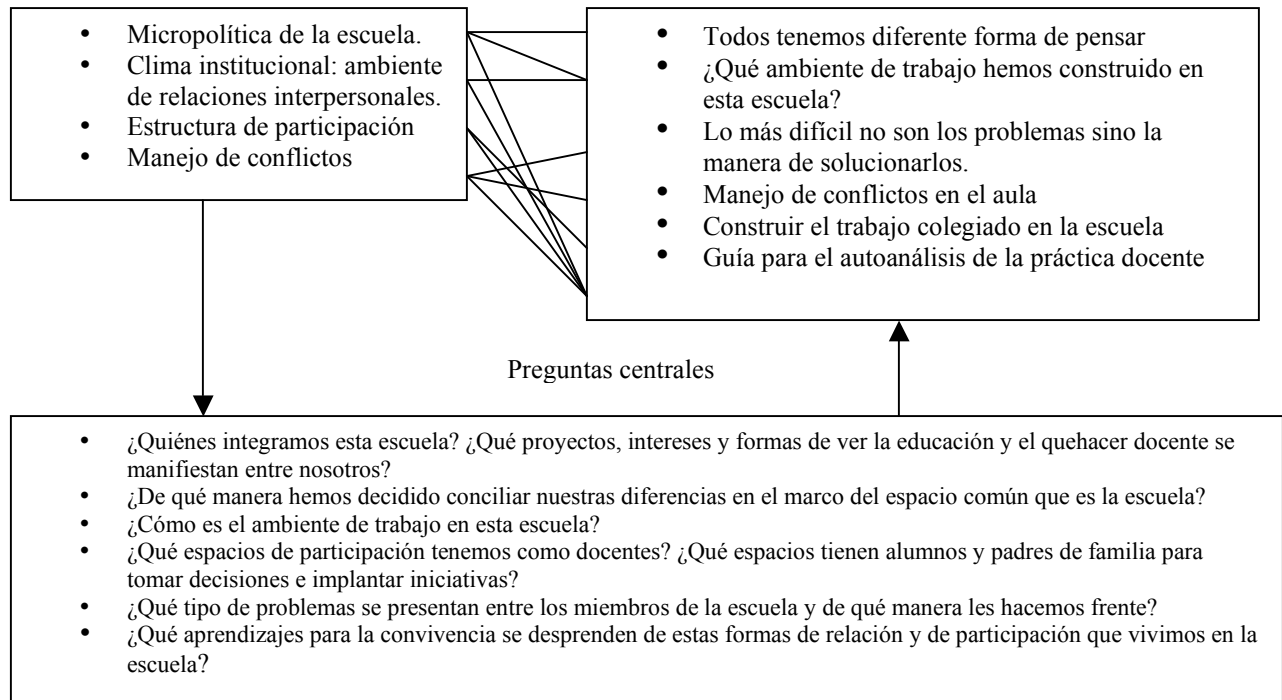 • Micropolítica de la escuela.
• Clima institucional: ambiente
de relaciones interpersonales.
• Estructura de participación
• Manejo de conflictos
• Todos tenemos diferente forma de pensar
• ¿Qué ambiente de trabajo hemos construido en
esta escuela?
• Lo más difícil no son los problemas sino la
manera de solucionarlos.
• Manejo de conflictos en el aula
• Construir el trabajo colegiado en la escuela
• Guía para el autoanálisis de la práctica docente
Preguntas centrales
• ¿Quiénes integramos esta escuela? ¿Qué proyectos, intereses y formas de ver la educación y el quehacer docente se
manifiestan entre nosotros?
• ¿De qué manera hemos decidido conciliar nuestras diferencias en el marco del espacio común que es la escuela?
• ¿Cómo es el ambiente de trabajo en esta escuela?
• ¿Qué espacios de participación tenemos como docentes? ¿Qué espacios tienen alumnos y padres de familia para
tomar decisiones e implantar iniciativas?
• ¿Qué tipo de problemas se presentan entre los miembros de la escuela y de qué manera les hacemos frente?
• ¿Qué aprendizajes para la convivencia se desprenden de estas formas de relación y de participación que vivimos en la
escuela?